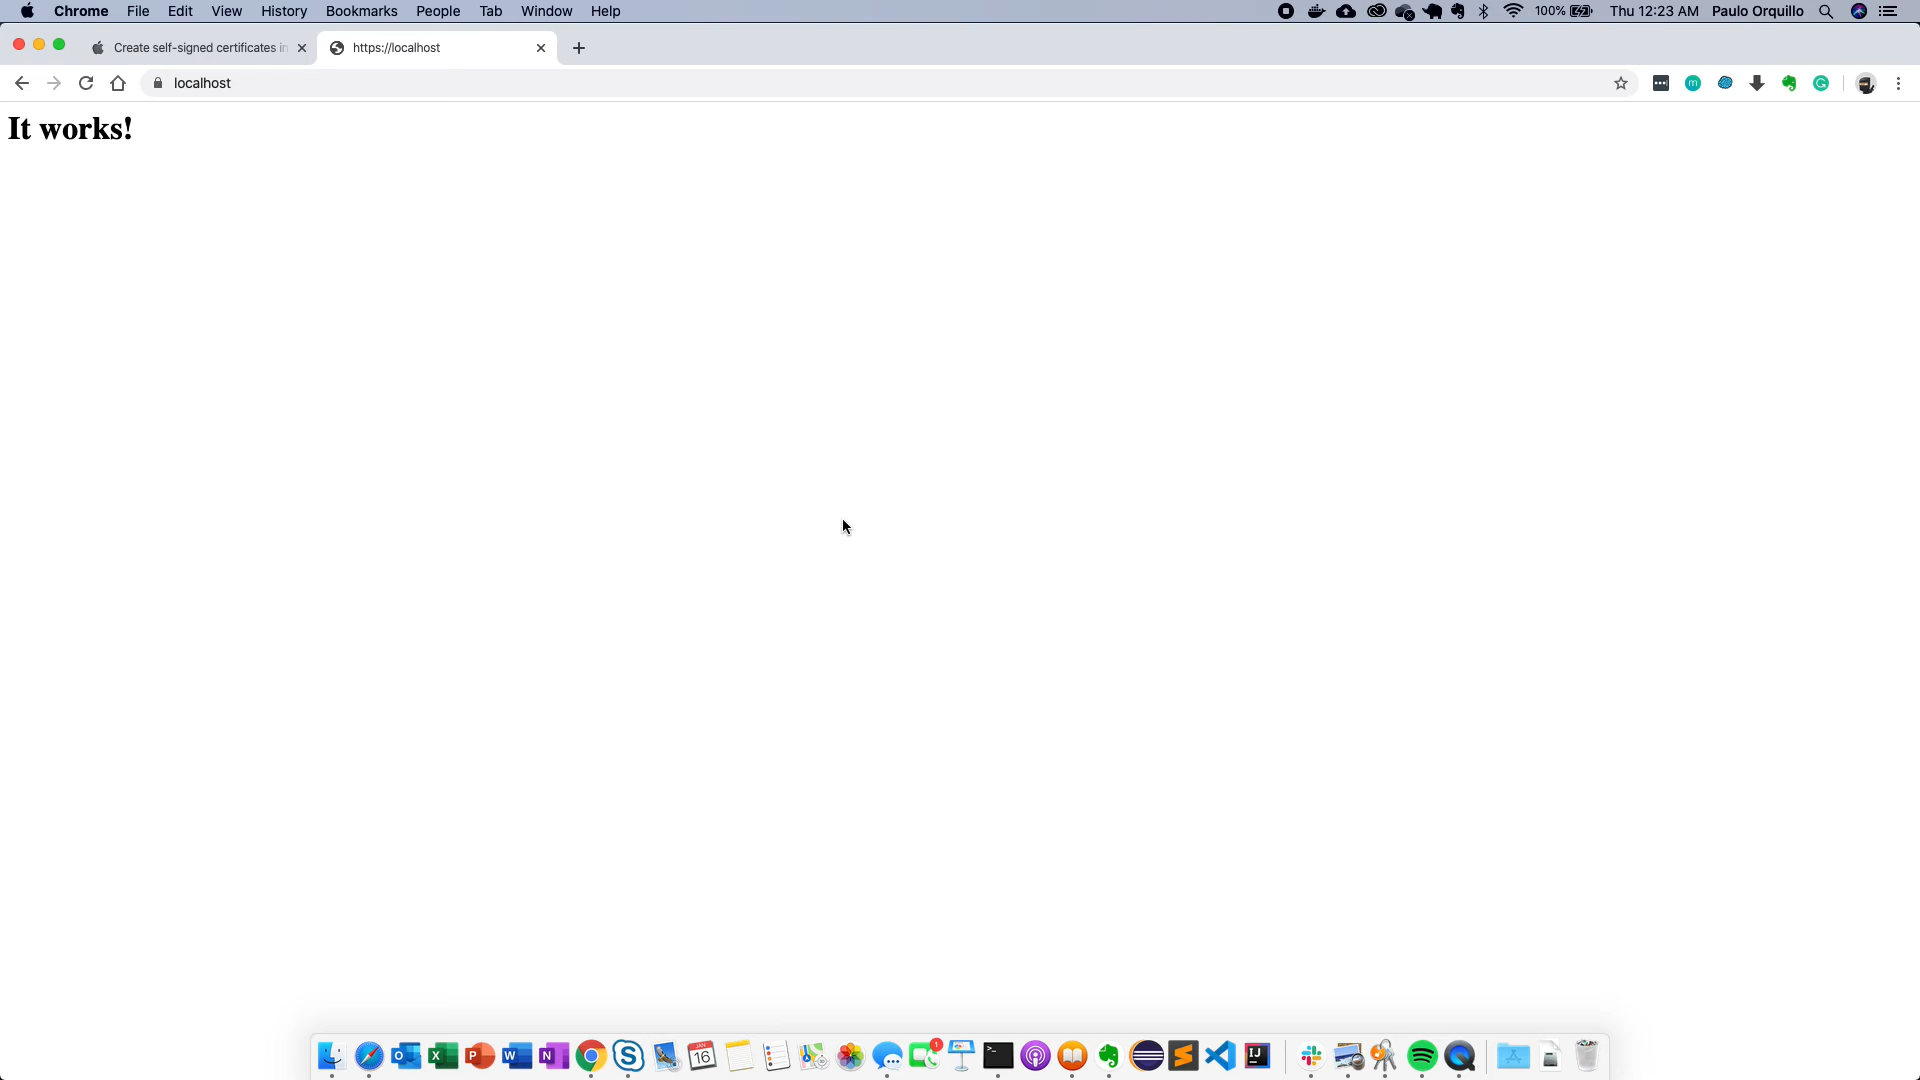 Chrome File Edit View History Bookmarks People Tab Window Help 100% Thu 12:23 AM Paulo Orquillo
Create self-signed certificates in https://localhost
localhost
It works!